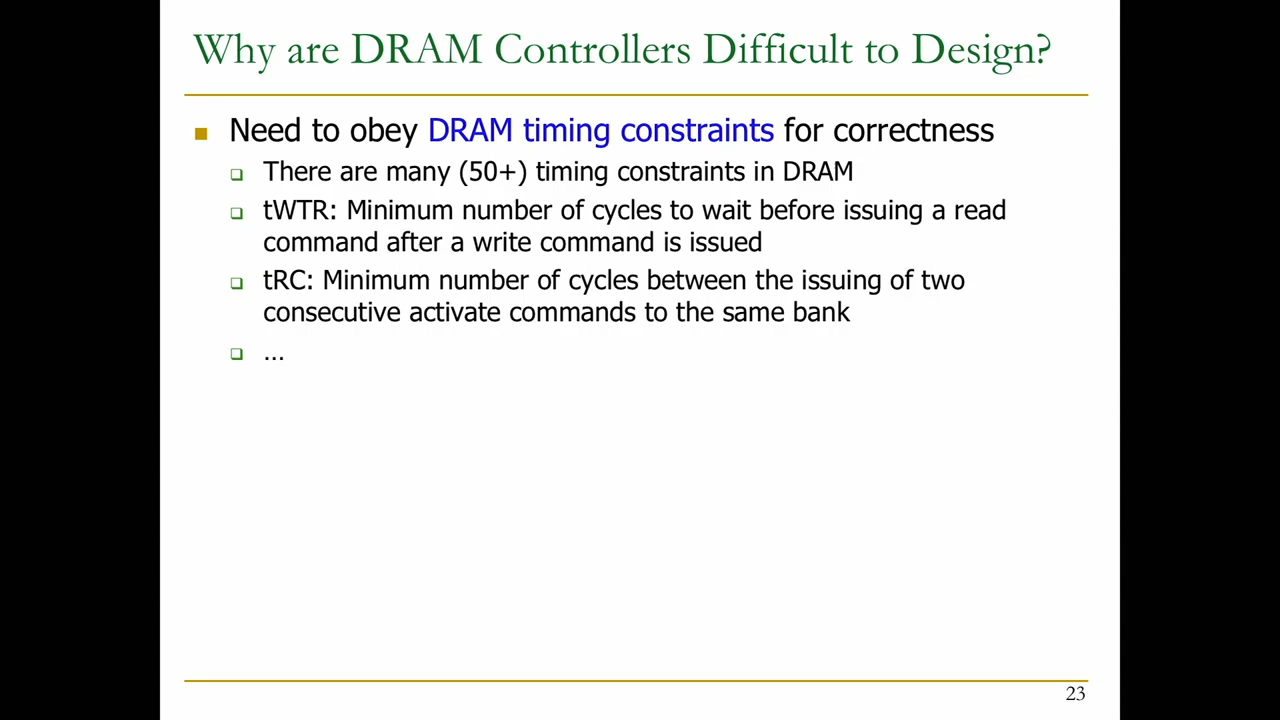 Why are DRAM Controllers Difficult to Design?
Need to obey DRAM timing constraints for correctness
There are many (50+) timing constraints in DRAM
tWTR: Minimum number of cycles to wait before issuing a read
command after a write command is issued
tRC: Minimum number of cycles between the issuing of two
consecutive activate commands to the same bank
...
23